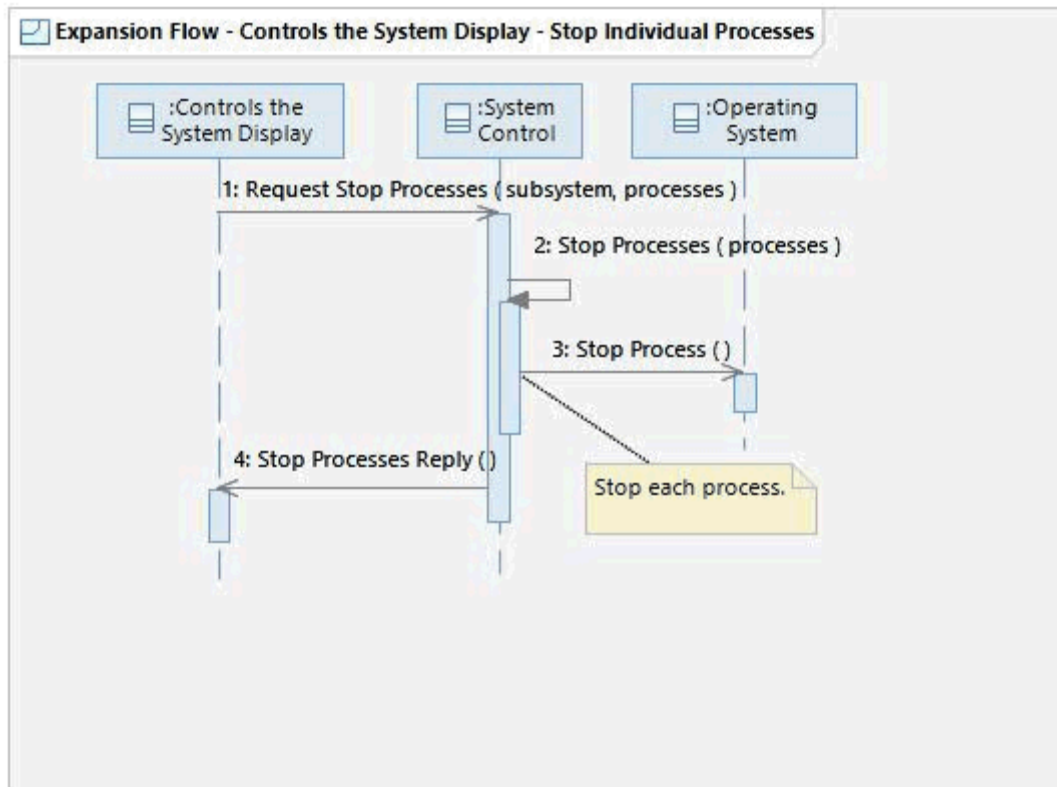 Expansion Flow - Controls the System Display - Stop Individual Processes
:Controls the
System Display
:System
Control
:Operating
System
1: Request Stop Processes ( subsystem, processes )
2: Stop Processes ( processes )
3: Stop Process ( )
4: Stop Processes Reply ( )
Stop each process.